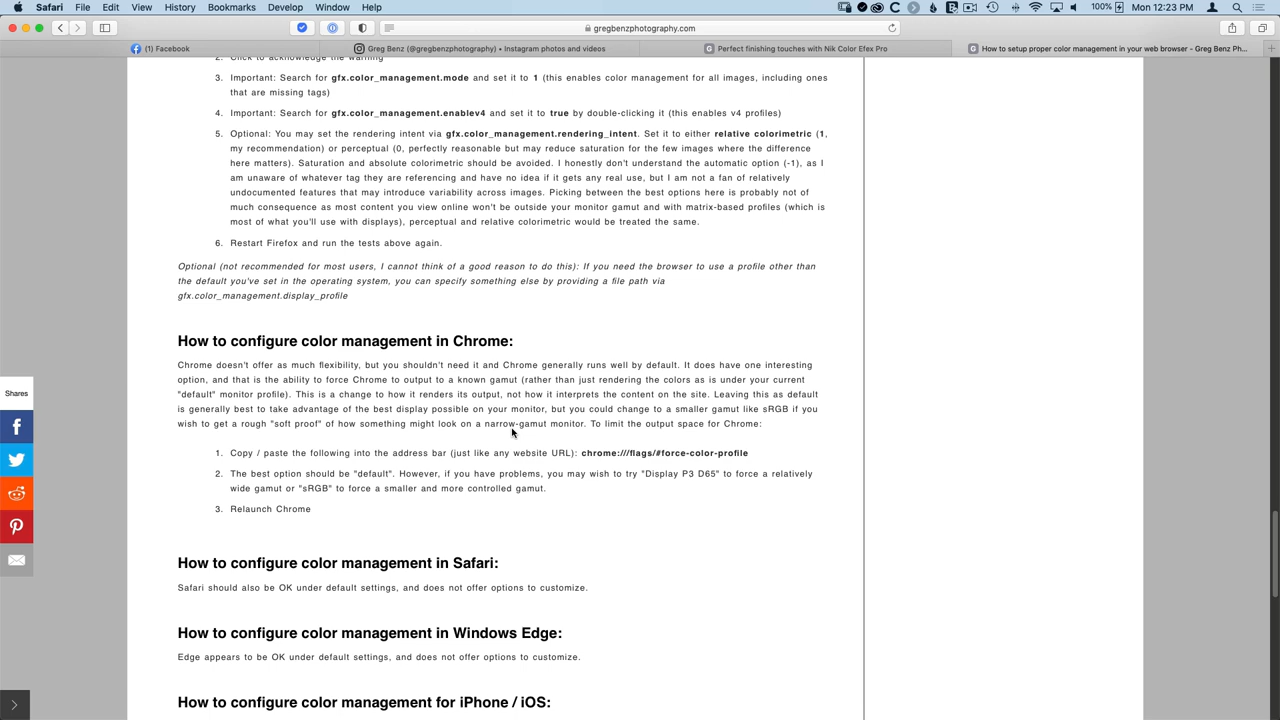 Safari File Edit View History Bookmarks Develop Window Help 100% Mon 12:23 PM
gregbenzphotography.com
(1) Facebook Greg Benz (@gregbenzphotography) • Instagram photos and videos Perfect finishing touches with Nik Color Efex Pro How to setup proper color management in your web browser - Greg Benz Ph...
2. Click to acknowledge the warning
3. Important: Search for gfx.color_management.mode and set it to 1 (this enables color management for all images, including ones
that are missing tags)
4. Important: Search for gfx.color_management.enablev4 and set it to true by double-clicking it (this enables v4 profiles)
5. Optional: You may set the rendering intent via gfx.color_management.rendering_intent. Set it to either relative colorimetric (1,
my recommendation) or perceptual (0, perfectly reasonable but may reduce saturation for the few images where the difference
here matters). Saturation and absolute colorimetric should be avoided. I honestly don't understand the automatic option (-1), as I
am unaware of whatever tag they are referencing and have no idea if it gets any real use, but I am not a fan of relatively
undocumented features that may introduce variability across images. Picking between the best options here is probably not of
much consequence as most content you view online won't be outside your monitor gamut and with matrix-based profiles (which is
most of what you'll use with displays), perceptual and relative colorimetric would be treated the same.
6. Restart Firefox and run the tests above again.
Optional (not recommended for most users, I cannot think of a good reason to do this): If you need the browser to use a profile other than
the default you've set in the operating system, you can specify something else by providing a file path via
gfx.color_management.display_profile
How to configure color management in Chrome:
Chrome doesn't offer as much flexibility, but you shouldn't need it and Chrome generally runs well by default. It does have one interesting
option, and that is the ability to force Chrome to output to a known gamut (rather than just rendering the colors as is under your current
"default" monitor profile). This is a change to how it renders its output, not how it interprets the content on the site. Leaving this as default
is generally best to take advantage of the best display possible on your monitor, but you could change to a smaller gamut like sRGB if you
wish to get a rough "soft proof" of how something might look on a narrow-gamut monitor. To limit the output space for Chrome:
Shares
1. Copy / paste the following into the address bar (just like any website URL): chrome:///flags/#force-color-profile
2. The best option should be "default". However, if you have problems, you may wish to try "Display P3 D65" to force a relatively
wide gamut or "sRGB" to force a smaller and more controlled gamut.
3. Relaunch Chrome
How to configure color management in Safari:
Safari should also be OK under default settings, and does not offer options to customize.
How to configure color management in Windows Edge:
Edge appears to be OK under default settings, and does not offer options to customize.
How to configure color management for iPhone / iOS: